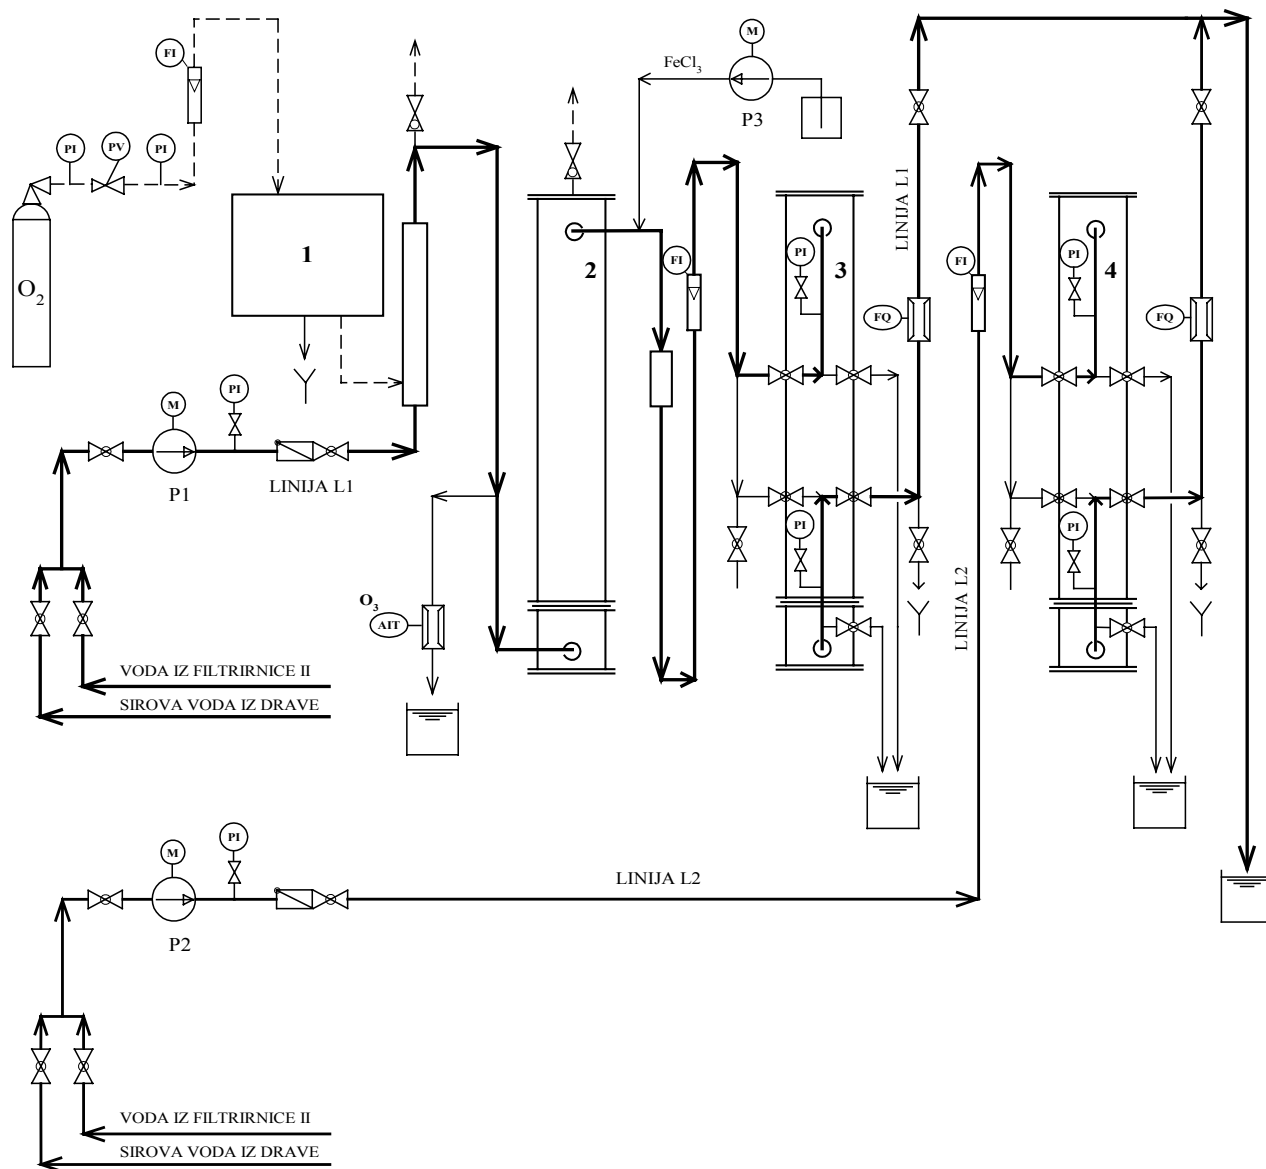 M
FI
FeCl3
P3
PI
PV
PI
LINIJA L1
1
2
FI
PI
3
FI
PI
4
O2
FQ
FQ
PI
M
P1
LINIJA L1
PI
PI
O3
AIT
LINIJA L2
VODA IZ FILTRIRNICE II
SIROVA VODA IZ DRAVE
PI
M
LINIJA L2
P2
VODA IZ FILTRIRNICE II
SIROVA VODA IZ DRAVE